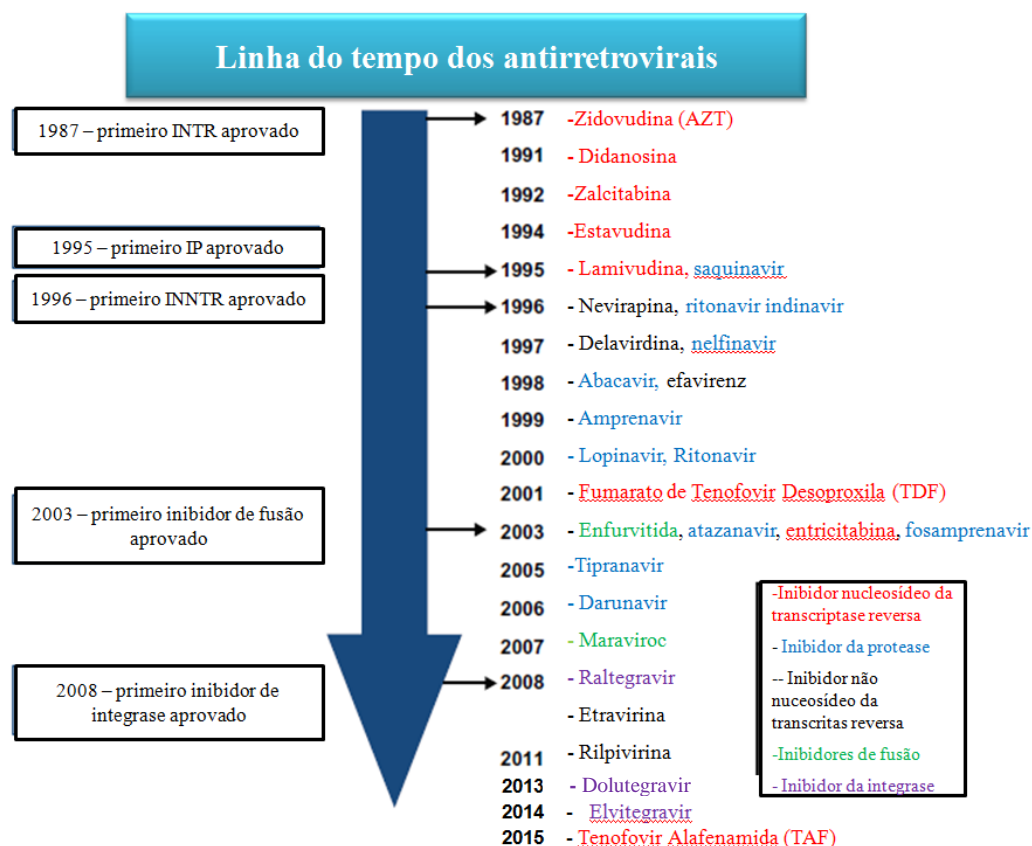 Linha do tempo dos antirretrovirais
1987 – primeiro INTR aprovado
1995 – primeiro IP aprovado
1996 – primeiro INNTR aprovado
2003 – primeiro inibidor de fusão
aprovado
2008 – primeiro inibidor de
integrase aprovado
1987 -Zidovudina (AZT)
1991 - Didanosina
1992 -Zalcitabina
1994 -Estavudina
1995 - Lamivudina, saquinavir
1996 - Nevirapina, ritonavir indinavir
1997 - Delavirdina, nelfinavir
1998 - Abacavir, efavirenz
1999 - Amprenavir
2000 - Lopinavir, Ritonavir
2001 - Fumarato de Tenofovir Desoproxila (TDF)
2003 - Enfurvitida, atazanavir, entricitabina, fosamprenavir
2005 -Tipranavir
2006 - Darunavir
2007 - Maraviroc
2008 - Raltegravir
- Etravirina
2011 - Rilpivirina
2013 - Dolutegravir
2014 - Elvitegravir
2015 - Tenofovir Alafenamida (TAF)
-Inibidor nucleosídeo da
transcriptase reversa
- Inibidor da protease
-- Inibidor não
nuceosídeo da
transcritas reversa
-Inibidores de fusão
- Inibidor da integrase